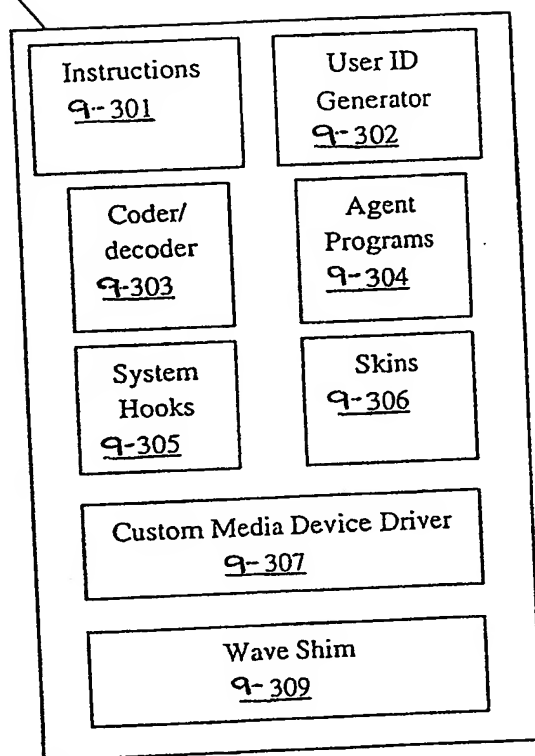 Instructions
9-301
User ID
Generator
9-302
Coder/
decoder
9-303
Agent
Programs
9-304
System
Hooks
9-305
Skins
9-306
Custom Media Device Driver
9-307
Wave Shim
9-309